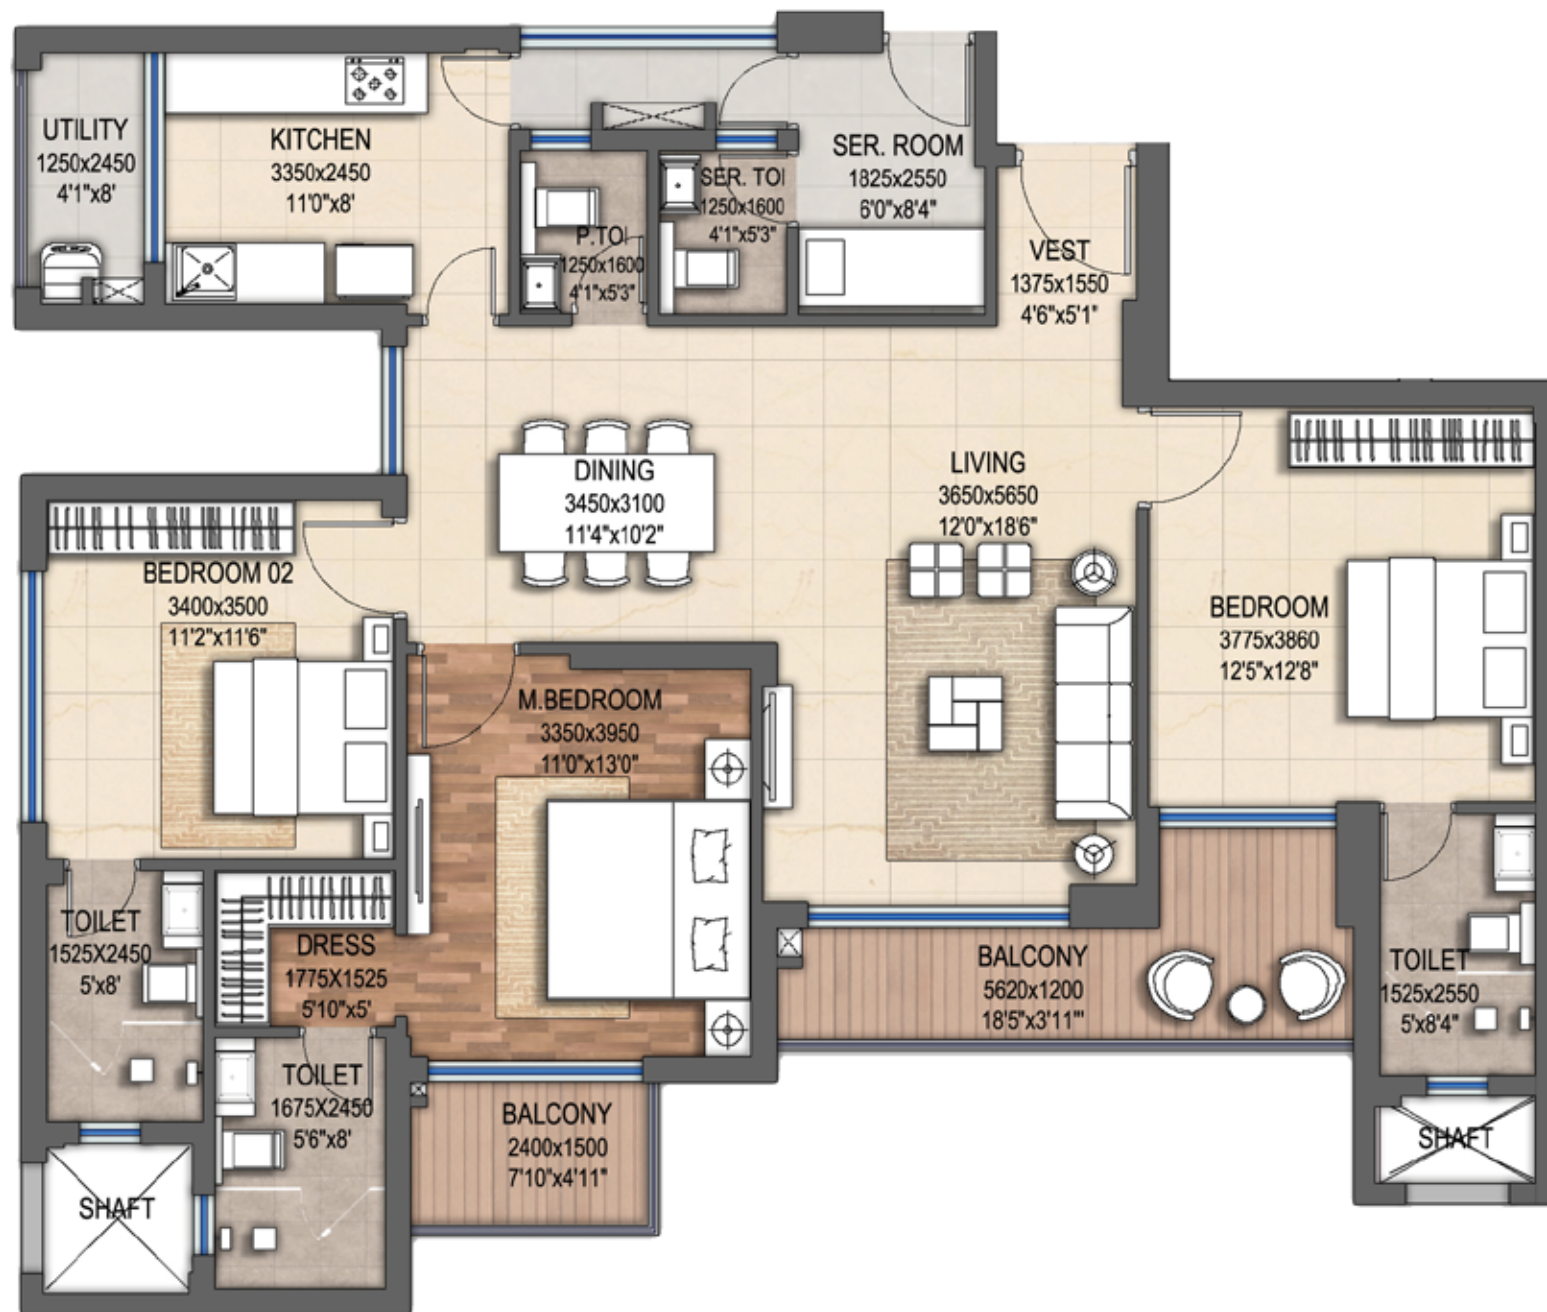 UTILITY
1250x2450
4'1"x8'
KITCHEN
3350x2450
11'0"x8'
SER. ROOM
1825x2550
6'0"x8'4"
SER. TOI
1250x1600
4'1"x5'3"
P.TOI
1250x1600
4'1"x5'3"
VEST
1375x1550
4'6"x5'1"
DINING
3450x3100
11'4"x10'2"
LIVING
3650x5650
12'0"x18'6"
BEDROOM 02
3400x3500
11'2"x11'6"
BEDROOM
3775x3860
12'5"x12'8"
M.BEDROOM
3350x3950
11'0"x13'0"
TOILET
1525X2450
5'x8'
DRESS
1775X1525
5'10"x5'
BALCONY
5620x1200
18'5"x3'11'"
TOILET
1525x2550
5'x8'4"
TOILET
1675X2450
5'6"x8'
BALCONY
2400x1500
7'10"x4'11"
SHAFT
SHAFT